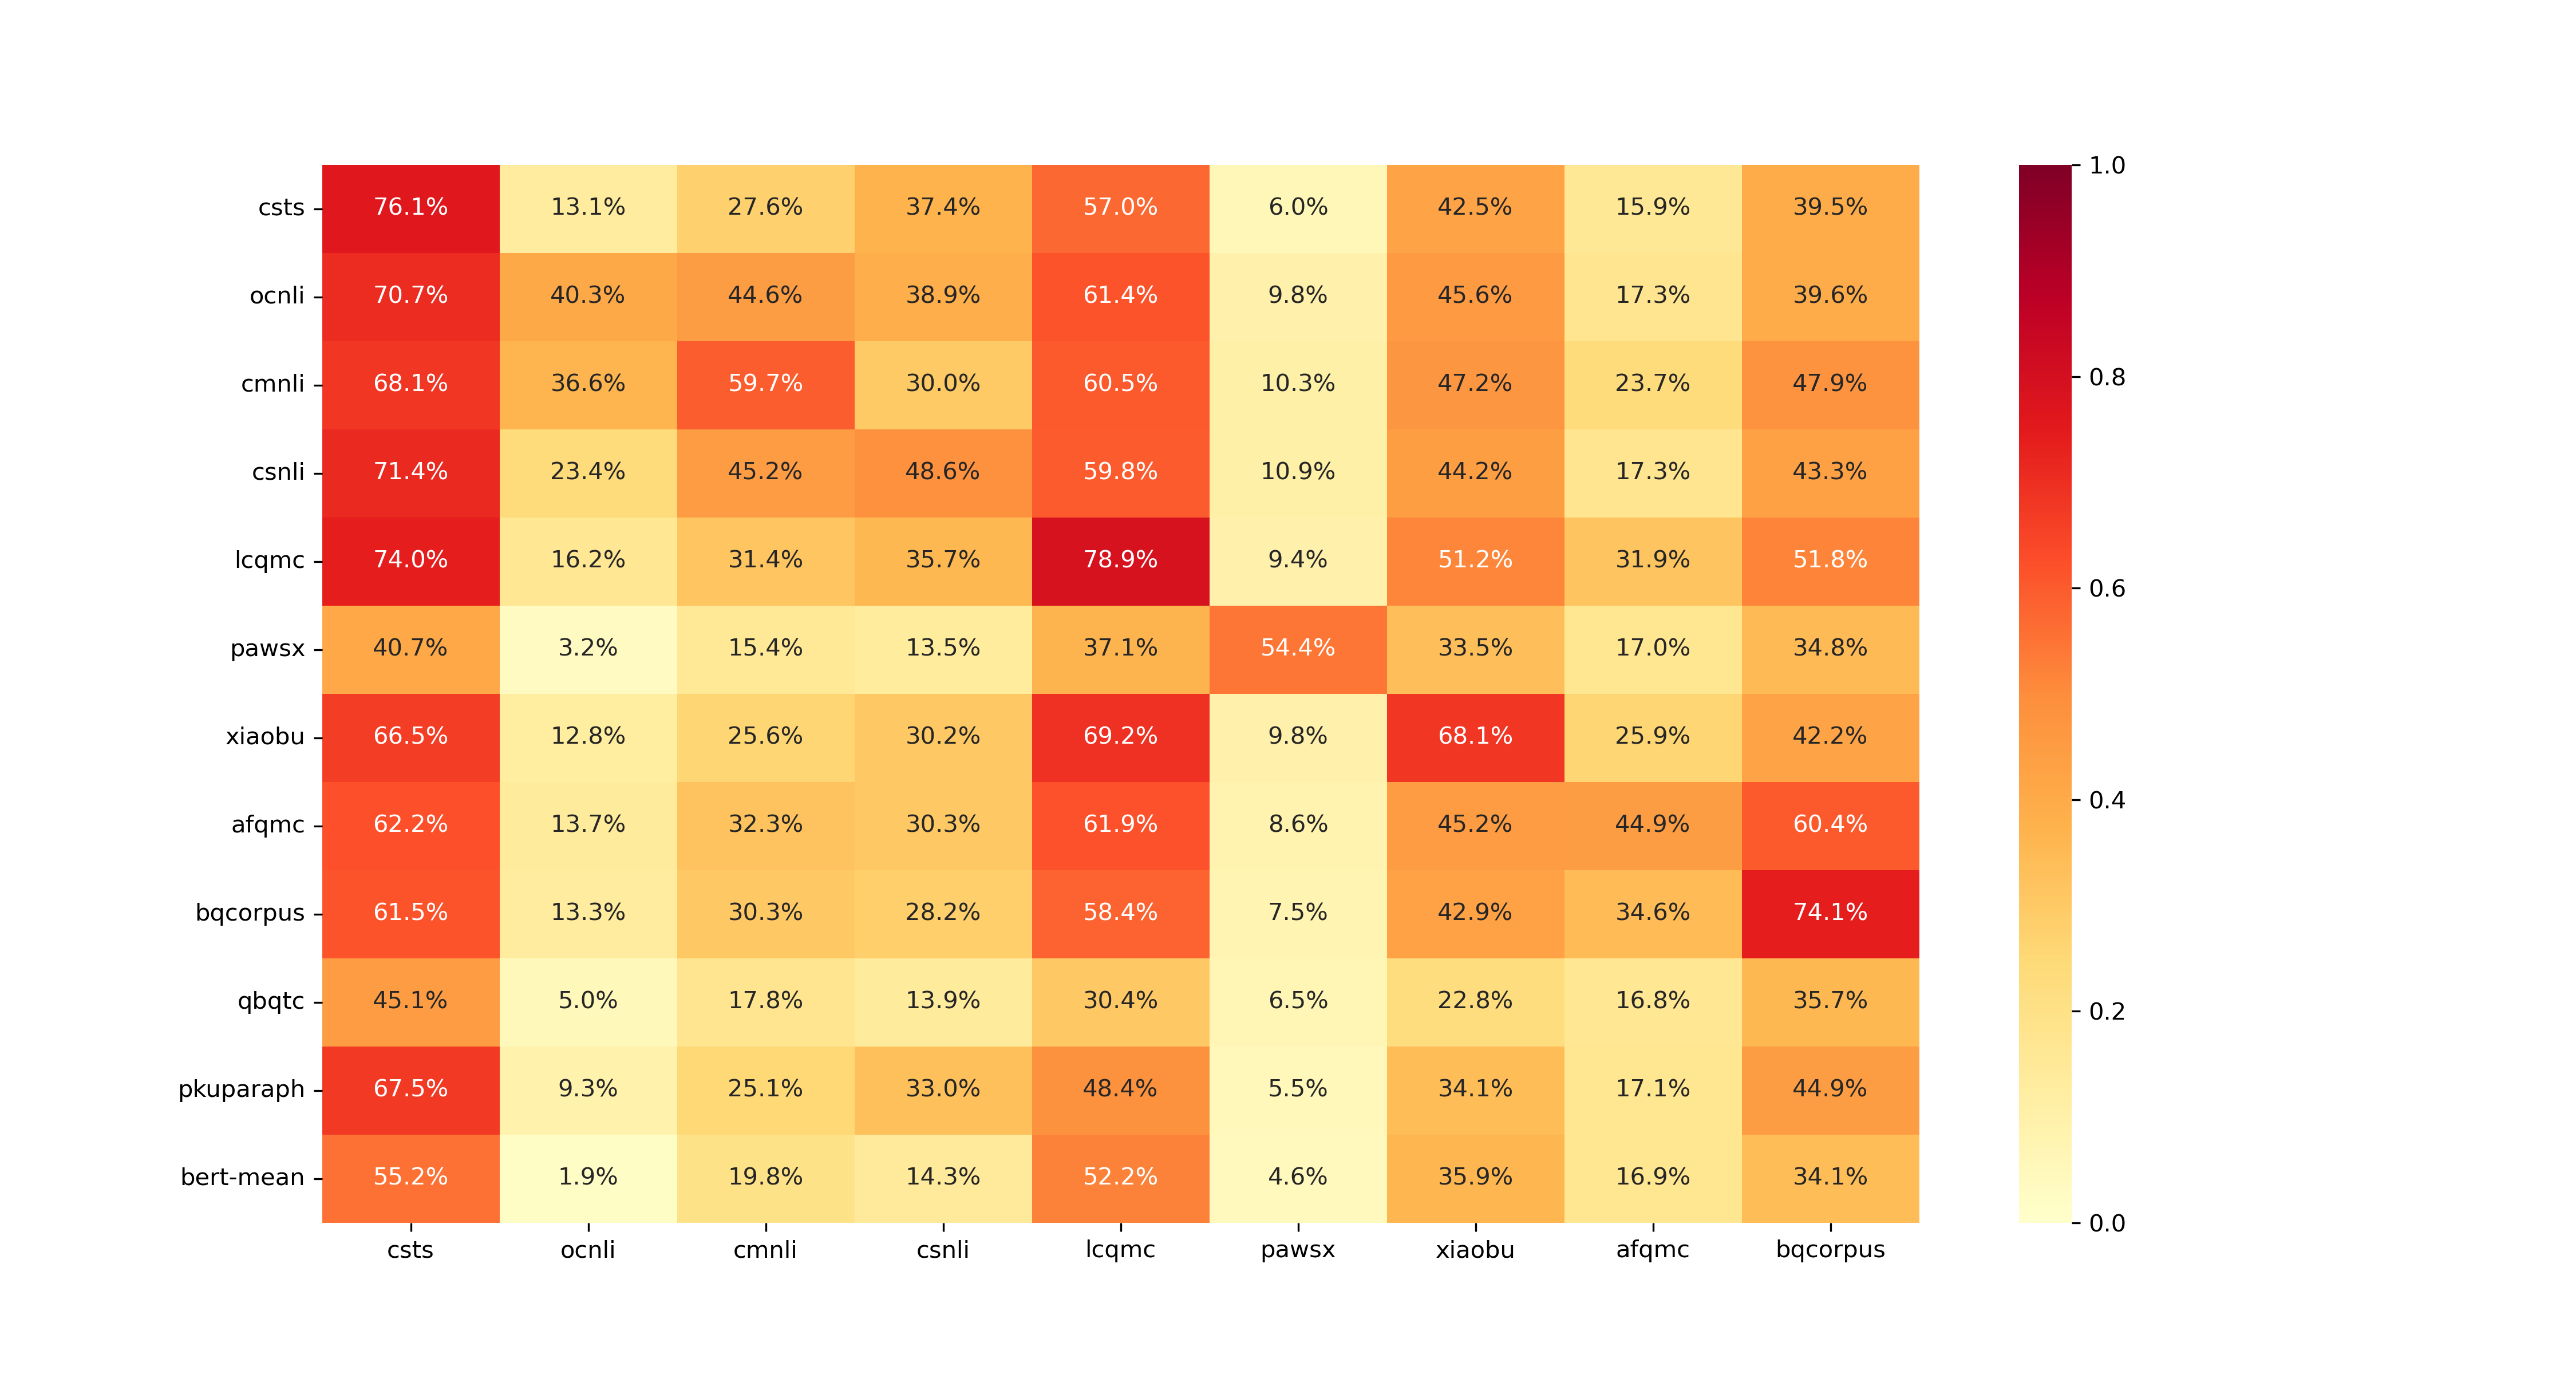 csts 76.1% 13.1% 27.6% 37.4% 57.0% 6.0% 42.5% 15.9% 39.5%
ocnli 70.7% 40.3% 44.6% 38.9% 61.4% 9.8% 45.6% 17.3% 39.6%
cmnli 68.1% 36.6% 59.7% 30.0% 60.5% 10.3% 47.2% 23.7% 47.9%
csnli 71.4% 23.4% 45.2% 48.6% 59.8% 10.9% 44.2% 17.3% 43.3%
lcqmc 74.0% 16.2% 31.4% 35.7% 78.9% 9.4% 51.2% 31.9% 51.8%
pawsx 40.7% 3.2% 15.4% 13.5% 37.1% 54.4% 33.5% 17.0% 34.8%
xiaobu 66.5% 12.8% 25.6% 30.2% 69.2% 9.8% 68.1% 25.9% 42.2%
afqmc 62.2% 13.7% 32.3% 30.3% 61.9% 8.6% 45.2% 44.9% 60.4%
bqcorpus 61.5% 13.3% 30.3% 28.2% 58.4% 7.5% 42.9% 34.6% 74.1%
qbqtc 45.1% 5.0% 17.8% 13.9% 30.4% 6.5% 22.8% 16.8% 35.7%
pkuparaph 67.5% 9.3% 25.1% 33.0% 48.4% 5.5% 34.1% 17.1% 44.9%
bert-mean 55.2% 1.9% 19.8% 14.3% 52.2% 4.6% 35.9% 16.9% 34.1%
csts ocnli cmnli csnli lcqmc pawsx xiaobu afqmc bqcorpus
1.0
0.8
0.6
0.4
0.2
0.0